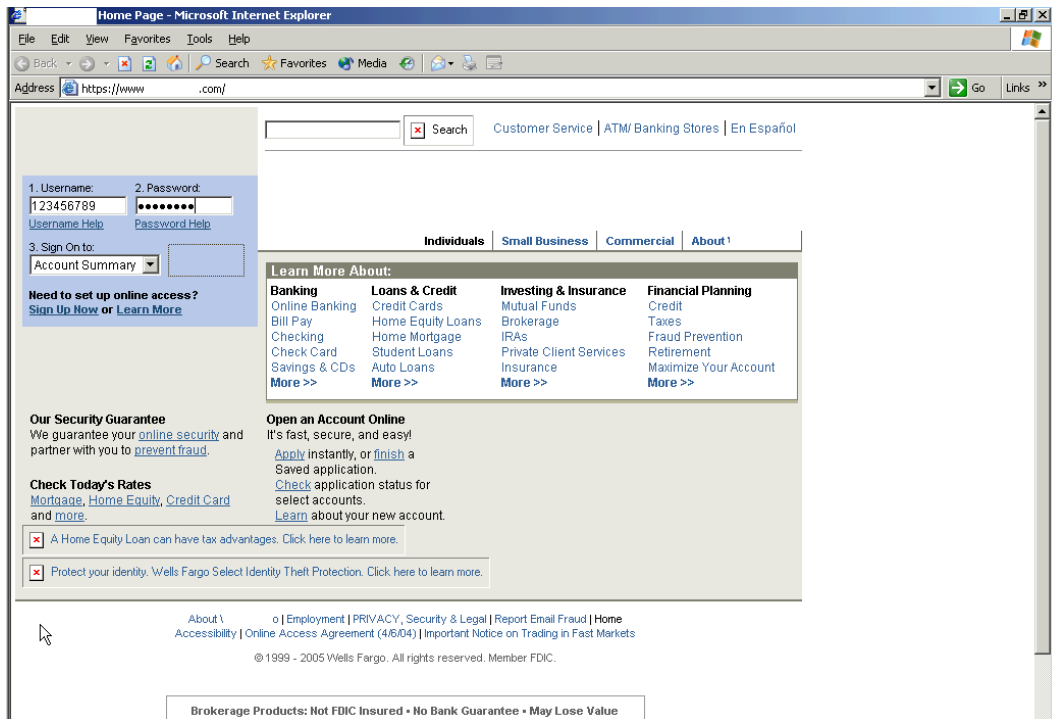 Home Page - Microsoft Internet Explorer
File Edit View Favorites Tools Help
Back Search Favorites Media
Address https://www .com/ Go Links »
Search Customer Service | ATM/ Banking Stores | En Español
1. Username: 2. Password:
123456789 ••••••••
Username Help Password Help
3. Sign On to:
Account Summary
Need to set up online access?
Sign Up Now or Learn More
Individuals Small Business Commercial About
Learn More About:
Banking Loans & Credit Investing & Insurance Financial Planning
Online Banking Credit Cards Mutual Funds Credit
Bill Pay Home Equity Loans Brokerage Taxes
Checking Home Mortgage IRAs Fraud Prevention
Check Card Student Loans Private Client Services Retirement
Savings & CDs Auto Loans Insurance Maximize Your Account
More >> More >> More >> More >>
Our Security Guarantee
We guarantee your online security and
partner with you to prevent fraud.
Check Today's Rates
Mortgage, Home Equity, Credit Card
and more.
Open an Account Online
It's fast, secure, and easy!
Apply instantly, or finish a
Saved application.
Check application status for
select accounts.
Learn about your new account.
A Home Equity Loan can have tax advantages. Click here to learn more.
Protect your identity. Wells Fargo Select Identity Theft Protection. Click here to learn more.
About \ o | Employment | PRIVACY, Security & Legal | Report Email Fraud | Home
Accessibility | Online Access Agreement (4/6/04) | Important Notice on Trading in Fast Markets
© 1999 - 2005 Wells Fargo. All rights reserved. Member FDIC.
Brokerage Products: Not FDIC Insured • No Bank Guarantee • May Lose Value